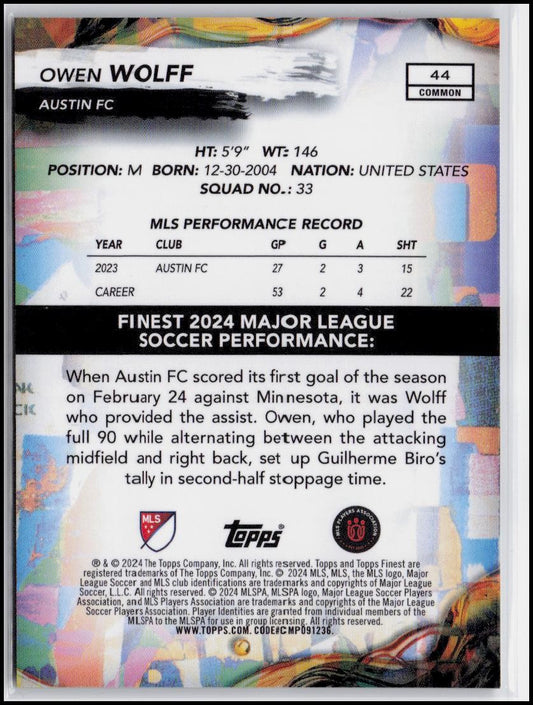 OWEN WOLFF
44
COMMON
AUSTIN FC
HT: 5'9" WT: 146
POSITION: M BORN: 12-30-2004 NATION: UNITED STATES
SQUAD NO.: 33
MLS PERFORMANCE RECORD
YEAR CLUB GP G A SHT
2023 AUSTIN FC 27 2 3 15
CAREER 53 2 4 22
FINEST 2024 MAJOR LEAGUE
SOCCER PERFORMANCE:
When Austin FC scored its first goal of the season
on February 24 against Minnesota, it was Wolff
who provided the assist. Owen, who played the
full 90 while alternating between the attacking
midfield and right back, set up Guilherme Biro's
tally in second-half stoppage time.
MLS
Topps
MLS PLAYERS ASSOCIATION
® & © 2024 The Topps Company, Inc. All rights reserved. Topps and Topps Finest are
registered trademarks of The Topps Company, Inc. © 2024 MLS, MLS, the MLS logo, Major
League Soccer and MLS club identifications are trademarks and copyrights of Major League
Soccer, L.L.C. All rights reserved. © 2024 MLSPA, MLSPA logo, Major League Soccer Players
Association, and MLS Players Association are trademarks and copyrights of the Major League
Soccer Players Association. Player Identities are granted from individual members of the
MLSPA to the MLSPA for use in group licensing. All rights reserved.
WWW.TOPPS.COM. CODE#CMP091236.